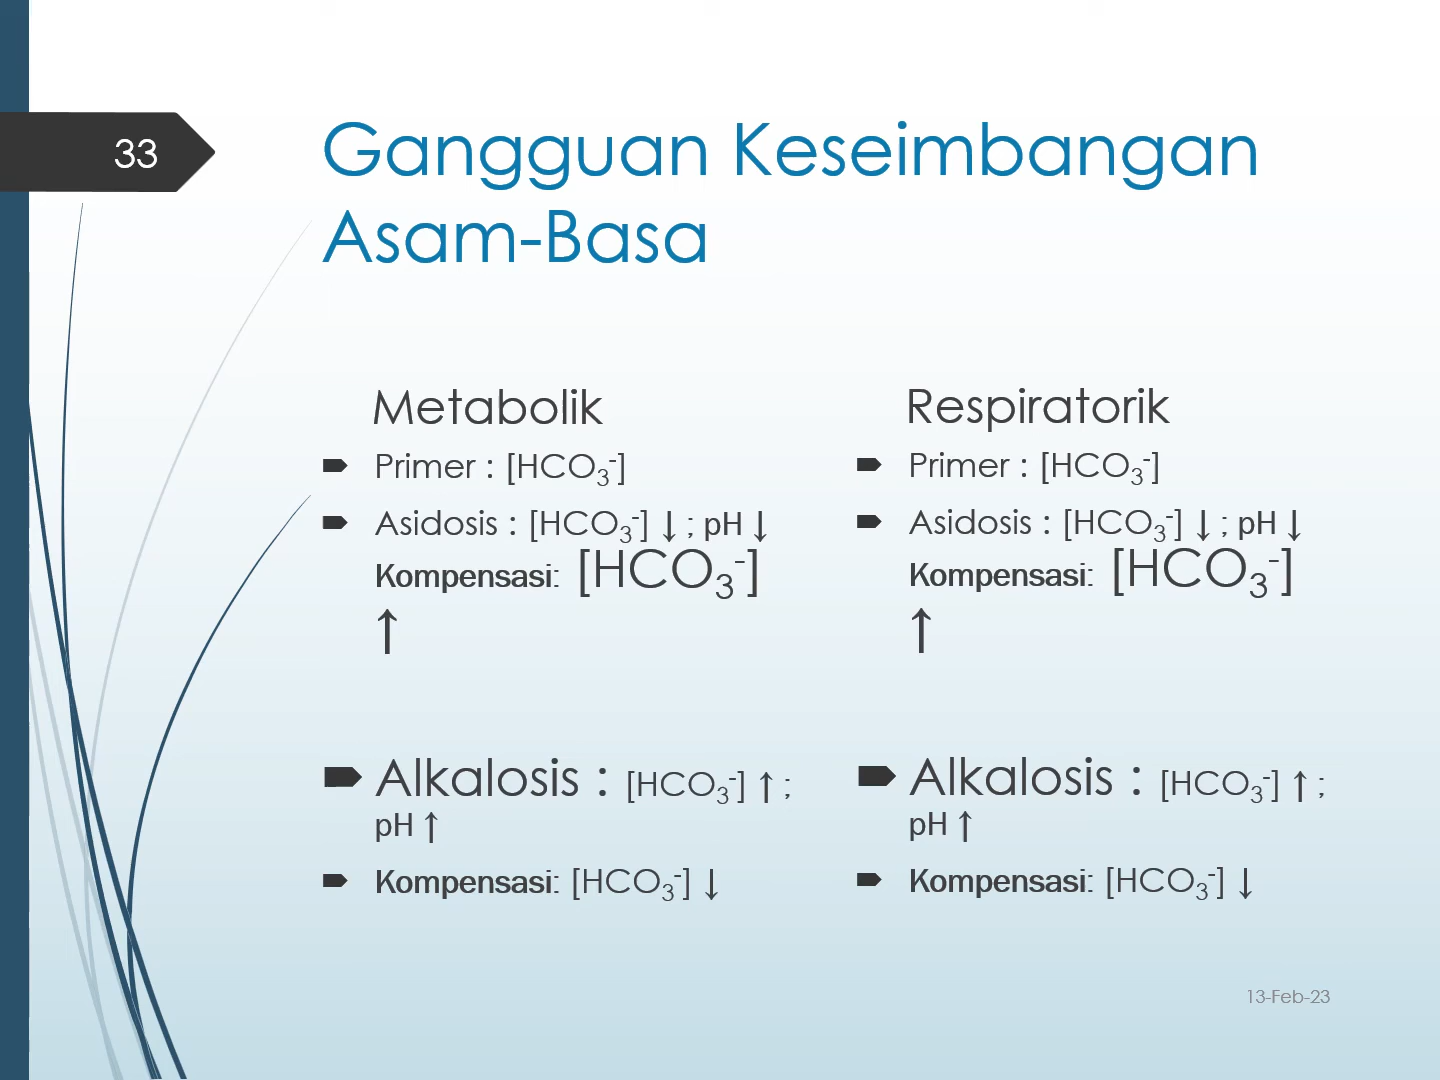 33
Gangguan Keseimbangan
Asam-Basa
Metabolik
Primer : [HCO₃⁻]
Asidosis : [HCO₃⁻] ↓ ; pH ↓
Kompensasi: [HCO₃⁻]
↑
Alkalosis : [HCO₃⁻] ↑ ;
pH ↑
Kompensasi: [HCO₃⁻] ↓
Respiratorik
Primer : [HCO₃⁻]
Asidosis : [HCO₃⁻] ↓ ; pH ↓
Kompensasi: [HCO₃⁻]
↑
Alkalosis : [HCO₃⁻] ↑ ;
pH ↑
Kompensasi: [HCO₃⁻] ↓
13-Feb-23